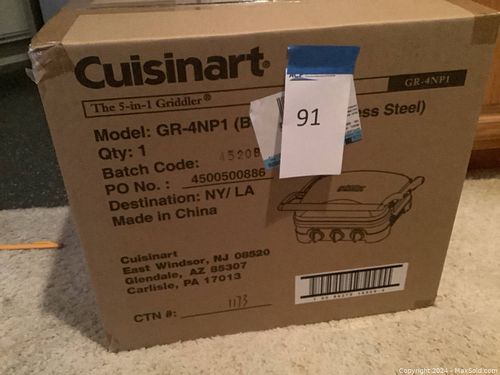 Cuisinart®
The 5-in-1 Griddler®
GR-4NP1
91
Model: GR-4NP1 (B ss Steel)
Qty: 1
Batch Code: 4520B
PO No.: 4500500886
Destination: NY/ LA
Made in China
Cuisinart
East Windsor, NJ 08520
Glendale, AZ 85307
Carlisle, PA 17013
CTN #: 1173
Copyright 2024 - MaxSold.com